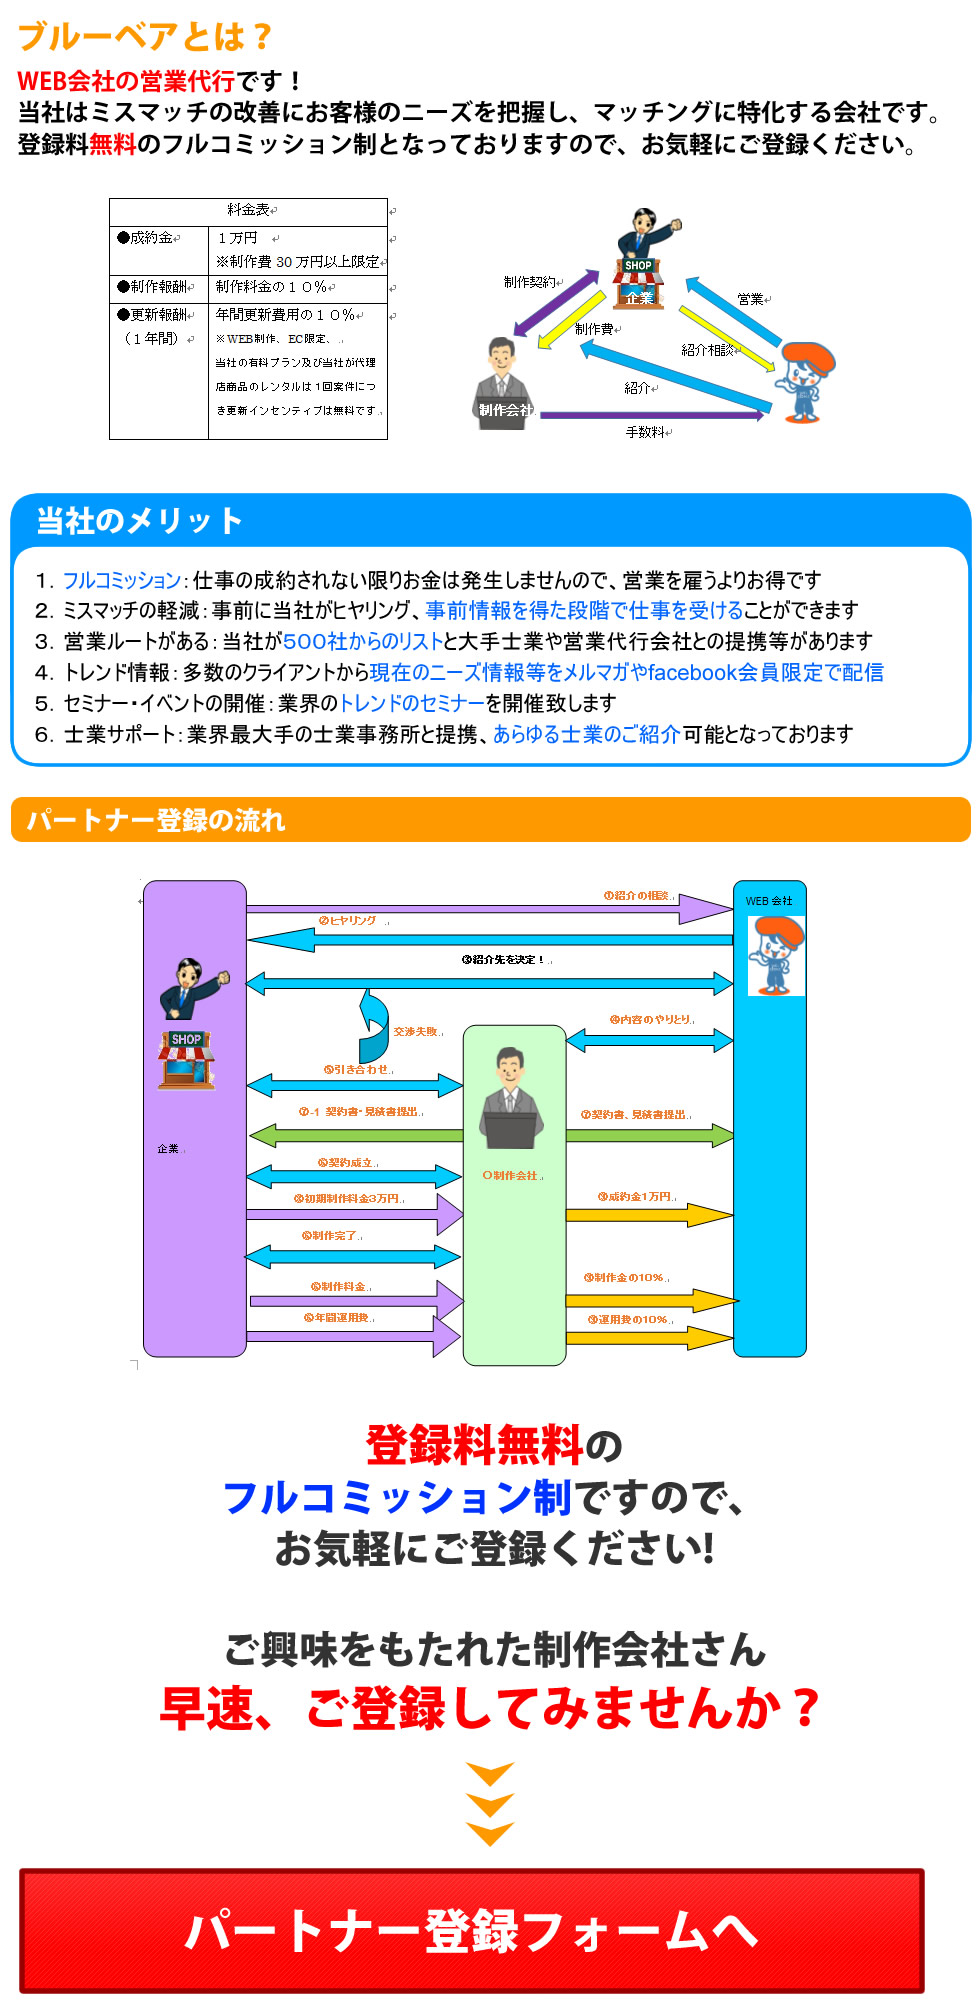 ブルーベアとは？
WEB会社の営業代行です！
当社はミスマッチの改善にお客様のニーズを把握し、マッチングに特化する会社です。
登録料無料のフルコミッション制となっておりますので、お気軽にご登録ください。
料金表
●成約金
１万円
※制作費 30 万円以上限定
●制作報酬
制作料金の１０％
●更新報酬
（１年間）
年間更新費用の１０％
※WEB制作、EC限定、
当社の有料プラン及び当社が代理
店商品のレンタルは１回案件につ
き更新インセンティブは無料です
SHOP
企業
制作契約
営業
制作費
紹介相談
紹介
制作会社
手数料
当社のメリット
1. フルコミッション：仕事の成約されない限りお金は発生しませんので、営業を雇うよりお得です
2. ミスマッチの軽減：事前に当社がヒヤリング、事前情報を得た段階で仕事を受けることができます
3. 営業ルートがある：当社が500社からのリストと大手士業や営業代行会社との提携等があります
4. トレンド情報：多数のクライアントから現在のニーズ情報等をメルマガやfacebook会員限定で配信
5. セミナー・イベントの開催：業界のトレンドのセミナーを開催致します
6. 士業サポート：業界最大手の士業事務所と提携、あらゆる士業のご紹介可能となっております
パートナー登録の流れ
①紹介の相談
WEB 会社
②ヒヤリング
③紹介先を決定！
④内容のやりとり
交渉失敗
SHOP
⑤引き合わせ
⑦-1 契約書・見積書提出
⑦契約書、見積書提出
企業
契約成立
○制作会社
初期制作料金3万円
成約金1万円
制作完了
制作料金
制作金の10％
年間運用費
運用費の10％
登録料無料の
フルコミッション制ですので、
お気軽にご登録ください!
ご興味をもたれた制作会社さん
早速、ご登録してみませんか？
パートナー登録フォームへ